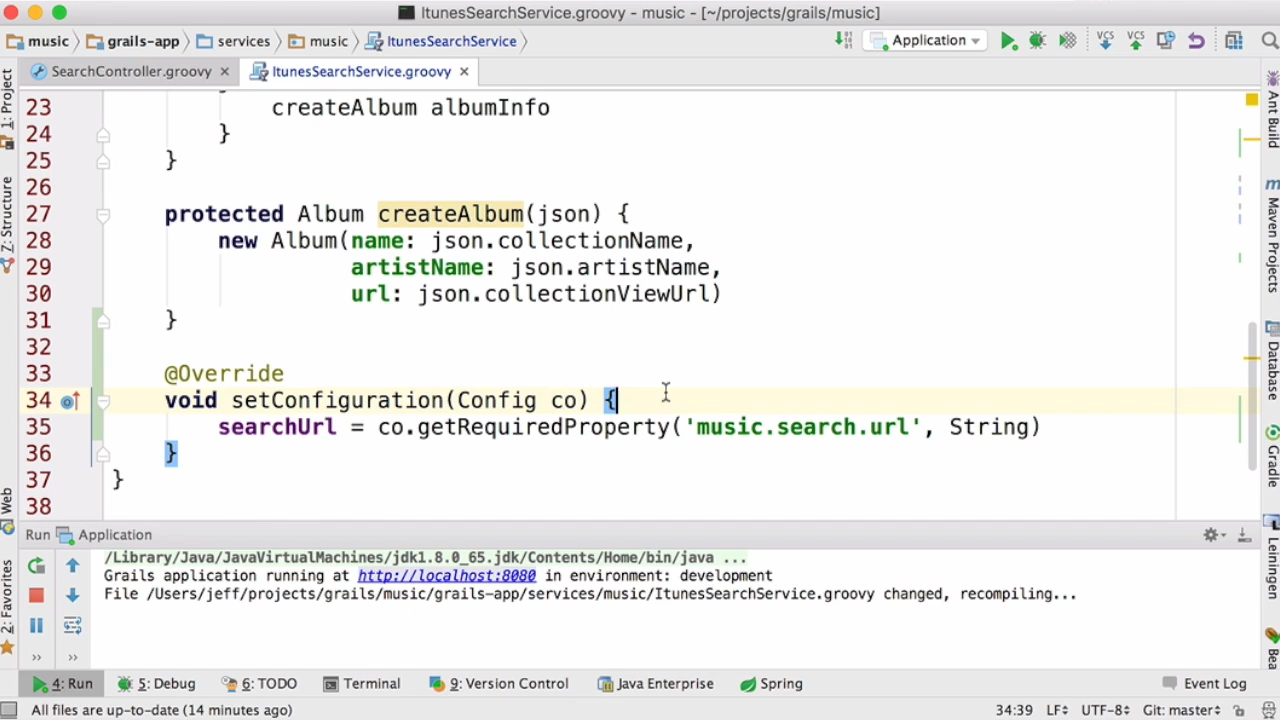 ItunesSearchService.groovy - music - [~/projects/grails/music]
music grails-app services music ItunesSearchService Application VCS VCS
SearchController.groovy ItunesSearchService.groovy
23 createAlbum albumInfo
24 }
25 }
26
27 protected Album createAlbum(json) {
28 new Album(name: json.collectionName,
29 artistName: json.artistName,
30 url: json.collectionViewUrl)
31 }
32
33 @Override
34 void setConfiguration(Config co) {
35 searchUrl = co.getRequiredProperty('music.search.url', String)
36 }
37 }
38
1: Project
7: Structure
Web
2: Favorites
Ant Build
Maven Projects
Database
Gradle
Leiningen
Bea
Run Application
/Library/Java/JavaVirtualMachines/jdk1.8.0_65.jdk/Contents/Home/bin/java ...
Grails application running at http://localhost:8080 in environment: development
File /Users/jeff/projects/grails/music/grails-app/services/music/ItunesSearchService.groovy changed, recompiling...
4: Run 5: Debug 6: TODO Terminal 9: Version Control Java Enterprise Spring Event Log
All files are up-to-date (14 minutes ago) 34:39 LF UTF-8 Git: master